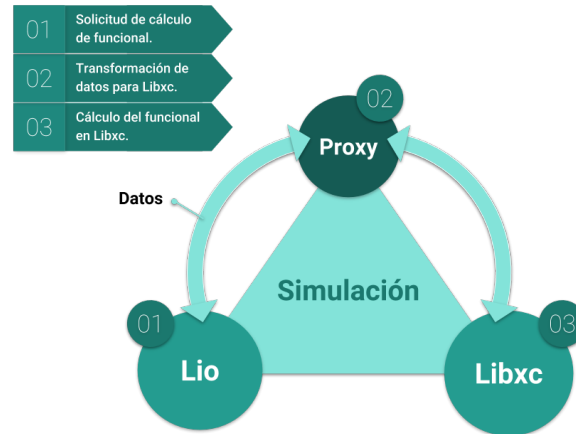 01
Solicitud de cálculo
de funcional.
02
Transformación de
datos para Libxc.
03
Cálculo del funcional
en Libxc.
02
Proxy
Datos
Simulación
01
Lio
03
Libxc